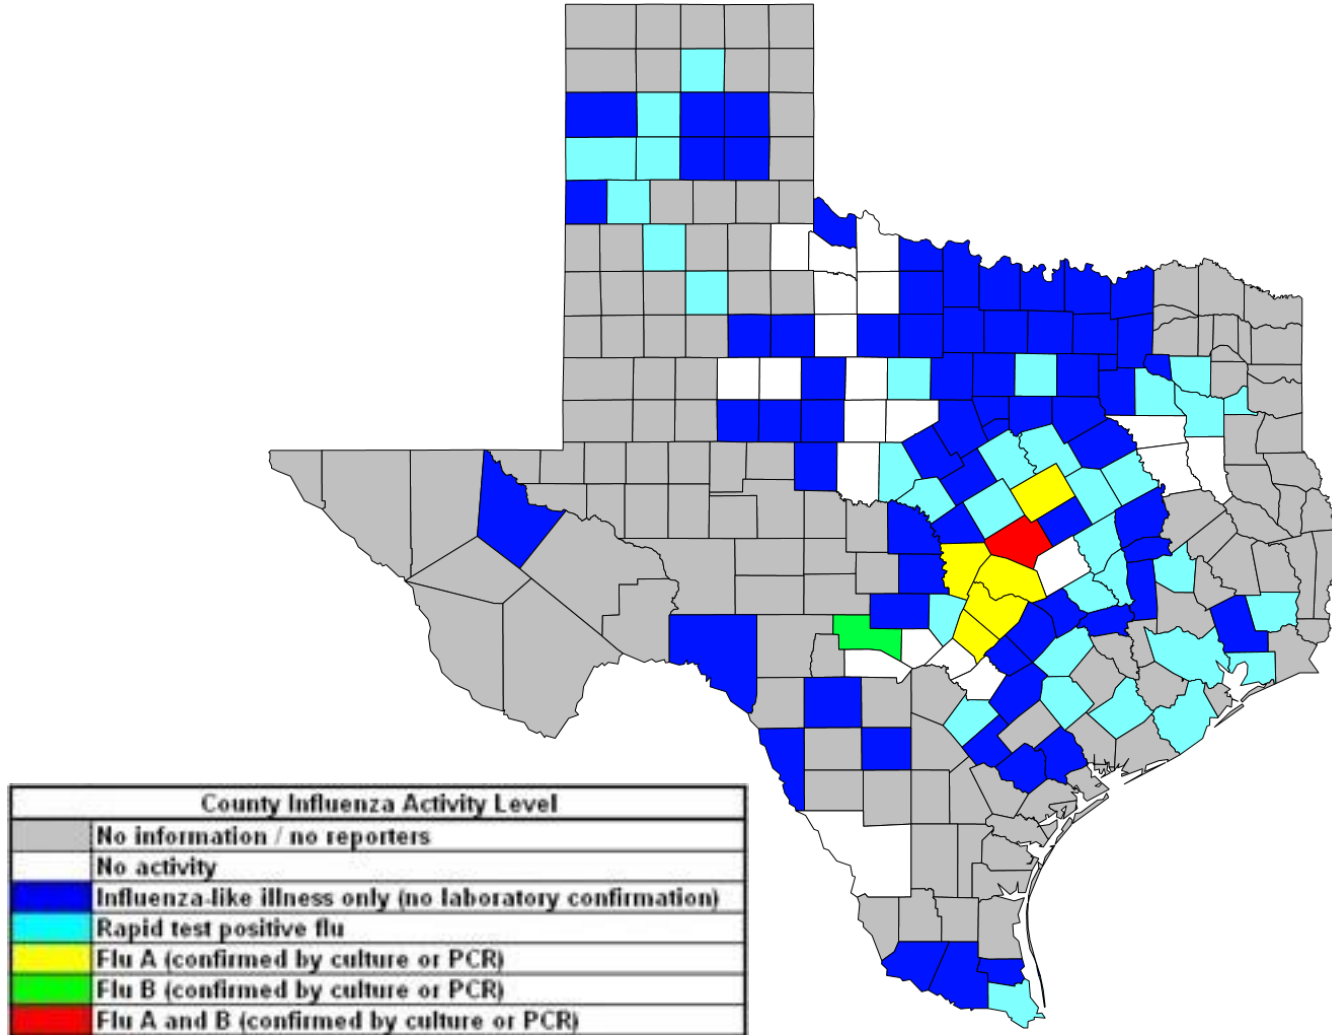 County Influenza Activity Level
No information / no reporters
No activity
Influenza-like illness only (no laboratory confirmation)
Rapid test positive flu
Flu A (confirmed by culture or PCR)
Flu B (confirmed by culture or PCR)
Flu A and B (confirmed by culture or PCR)